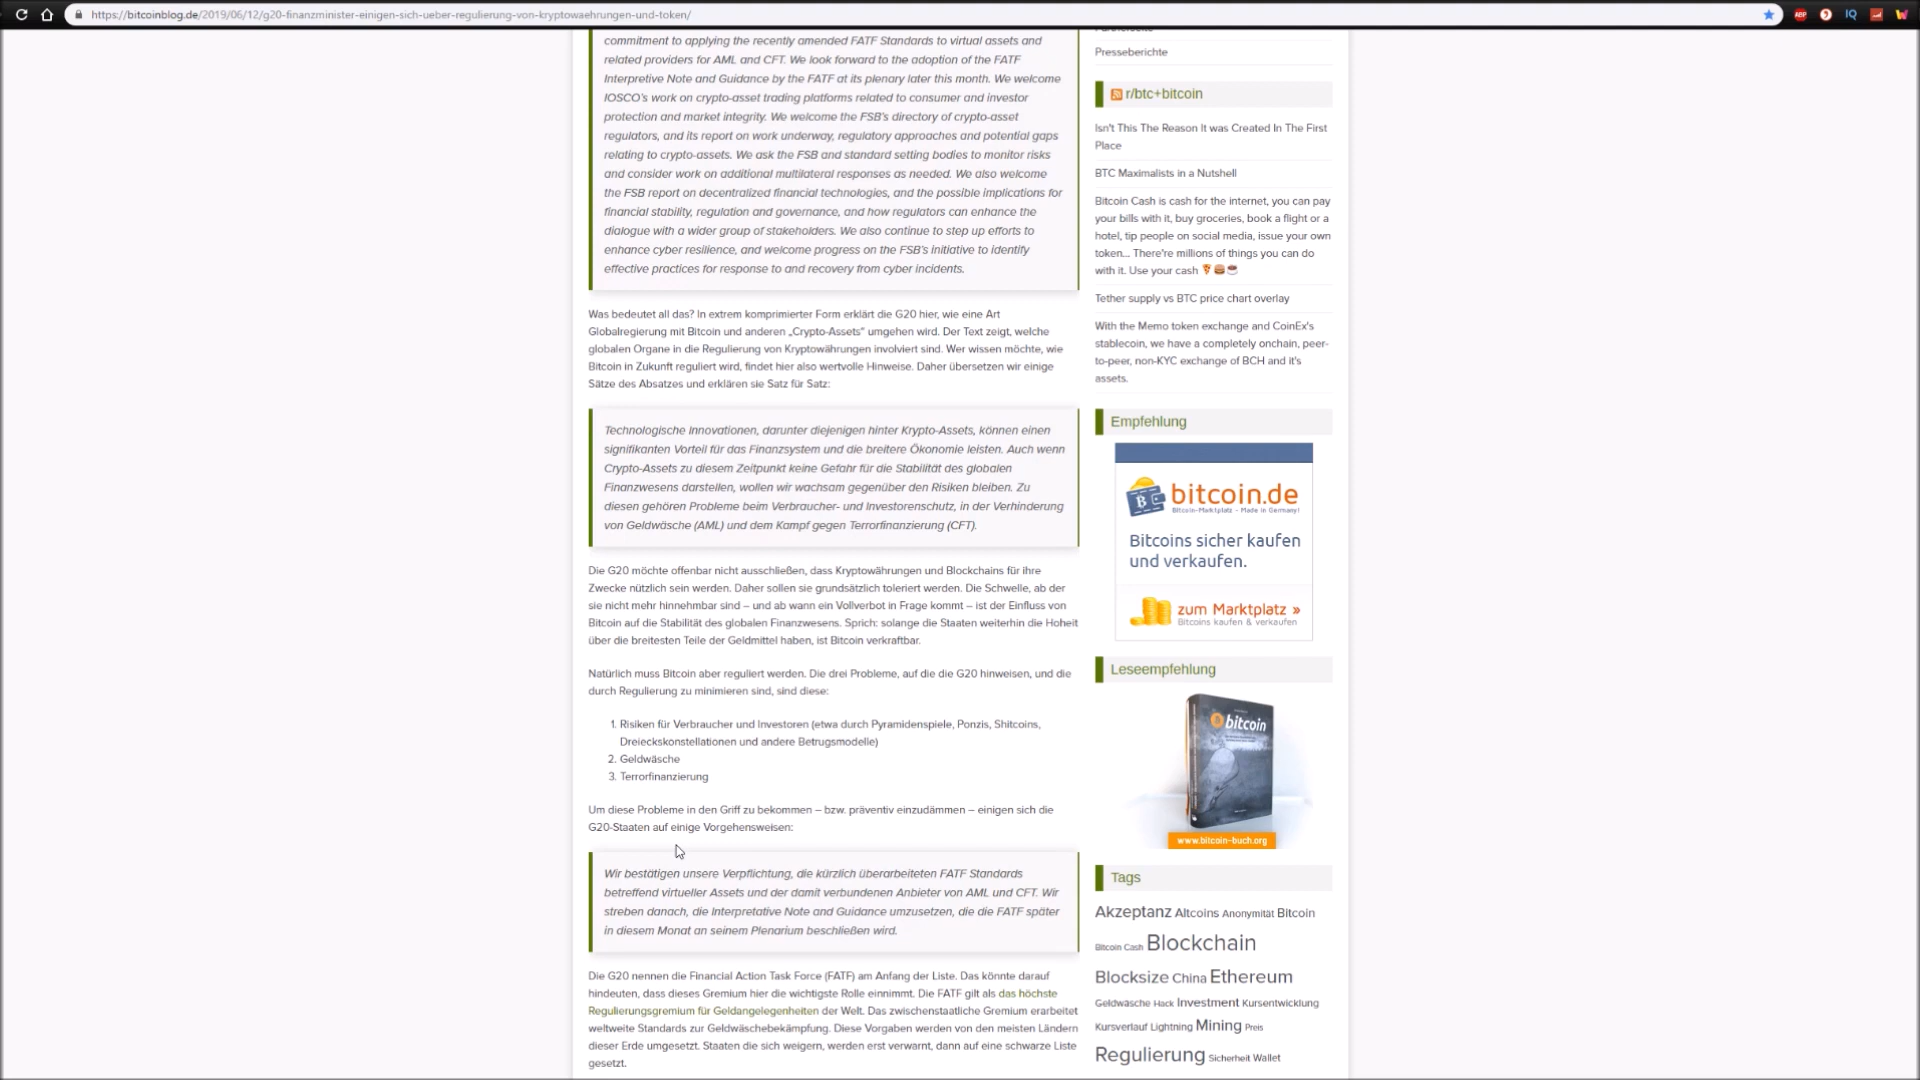 https://bitcoinblog.de/2019/06/12/g20-finanzminister-einigen-sich-ueber-regulierung-von-kryptowaehrungen-und-token/
ABP
IQ
commitment to applying the recently amended FATF Standards to virtual assets and
related providers for AML and CFT. We look forward to the adoption of the FATF
Interpretive Note and Guidance by the FATF at its plenary later this month. We welcome
IOSCO's work on crypto-asset trading platforms related to consumer and investor
protection and market integrity. We welcome the FSB's directory of crypto-asset
regulators, and its report on work underway, regulatory approaches and potential gaps
relating to crypto-assets. We ask the FSB and standard setting bodies to monitor risks
and consider work on additional multilateral responses as needed. We also welcome
the FSB report on decentralized financial technologies, and the possible implications for
financial stability, regulation and governance, and how regulators can enhance the
dialogue with a wider group of stakeholders. We also continue to step up efforts to
enhance cyber resilience, and welcome progress on the FSB's initiative to identify
effective practices for response to and recovery from cyber incidents.
Was bedeutet all das? In extrem komprimierter Form erklärt die G20 hier, wie eine Art
Globalregierung mit Bitcoin und anderen „Crypto-Assets“ umgehen wird. Der Text zeigt, welche
globalen Organe in die Regulierung von Kryptowährungen involviert sind. Wer wissen möchte, wie
Bitcoin in Zukunft reguliert wird, findet hier also wertvolle Hinweise. Daher übersetzen wir einige
Sätze des Absatzes und erklären sie Satz für Satz:
Technologische Innovationen, darunter diejenigen hinter Krypto-Assets, können einen
signifikanten Vorteil für das Finanzsystem und die breitere Ökonomie leisten. Auch wenn
Crypto-Assets zu diesem Zeitpunkt keine Gefahr für die Stabilität des globalen
Finanzwesens darstellen, wollen wir wachsam gegenüber den Risiken bleiben. Zu
diesen gehören Probleme beim Verbraucher- und Investorenschutz, in der Verhinderung
von Geldwäsche (AML) und dem Kampf gegen Terrorfinanzierung (CFT).
Die G20 möchte offenbar nicht ausschließen, dass Kryptowährungen und Blockchains für ihre
Zwecke nützlich sein werden. Daher sollen sie grundsätzlich toleriert werden. Die Schwelle, ab der
sie nicht mehr hinnehmbar sind – und ab wann ein Vollverbot in Frage kommt – ist der Einfluss von
Bitcoin auf die Stabilität des globalen Finanzwesens. Sprich: solange die Staaten weiterhin die Hoheit
über die breitesten Teile der Geldmittel haben, ist Bitcoin verkraftbar.
Natürlich muss Bitcoin aber reguliert werden. Die drei Probleme, auf die die G20 hinweisen, und die
durch Regulierung zu minimieren sind, sind diese:
1. Risiken für Verbraucher und Investoren (etwa durch Pyramidenspiele, Ponzis, Shitcoins,
Dreieckskonstellationen und andere Betrugsmodelle)
2. Geldwäsche
3. Terrorfinanzierung
Um diese Probleme in den Griff zu bekommen – bzw. präventiv einzudämmen – einigen sich die
G20-Staaten auf einige Vorgehensweisen:
Wir bestätigen unsere Verpflichtung, die kürzlich überarbeiteten FATF Standards
betreffend virtueller Assets und der damit verbundenen Anbieter von AML und CFT. Wir
streben danach, die Interpretative Note and Guidance umzusetzen, die die FATF später
in diesem Monat an seinem Plenarium beschließen wird.
Die G20 nennen die Financial Action Task Force (FATF) am Anfang der Liste. Das könnte darauf
hindeuten, dass dieses Gremium hier die wichtigste Rolle einnimmt. Die FATF gilt als das höchste
Regulierungsgremium für Geldangelegenheiten der Welt. Das zwischenstaatliche Gremium erarbeitet
weltweite Standards zur Geldwäschebekämpfung. Diese Vorgaben werden von den meisten Ländern
dieser Erde umgesetzt. Staaten die sich weigern, werden erst verwarnt, dann auf eine schwarze Liste
gesetzt.
Presseberichte
r/btc+bitcoin
Isn't This The Reason It was Created In The First
Place
BTC Maximalists in a Nutshell
Bitcoin Cash is cash for the internet, you can pay
your bills with it, buy groceries, book a flight or a
hotel, tip people on social media, issue your own
token... There're millions of things you can do
with it. Use your cash 🍕🍔☕
Tether supply vs BTC price chart overlay
With the Memo token exchange and CoinEx's
stablecoin, we have a completely onchain, peer-
to-peer, non-KYC exchange of BCH and it's
assets.
Empfehlung
bitcoin.de
Bitcoin-Marktplatz - Made in Germany!
Bitcoins sicher kaufen
und verkaufen.
zum Marktplatz »
Bitcoins kaufen & verkaufen
Leseempfehlung
bitcoin
www.bitcoin-buch.org
Tags
Akzeptanz Altcoins Anonymität Bitcoin
Bitcoin Cash Blockchain
Blocksize China Ethereum
Geldwäsche Hack Investment Kursentwicklung
Kursverlauf Lightning Mining Preis
Regulierung Sicherheit Wallet